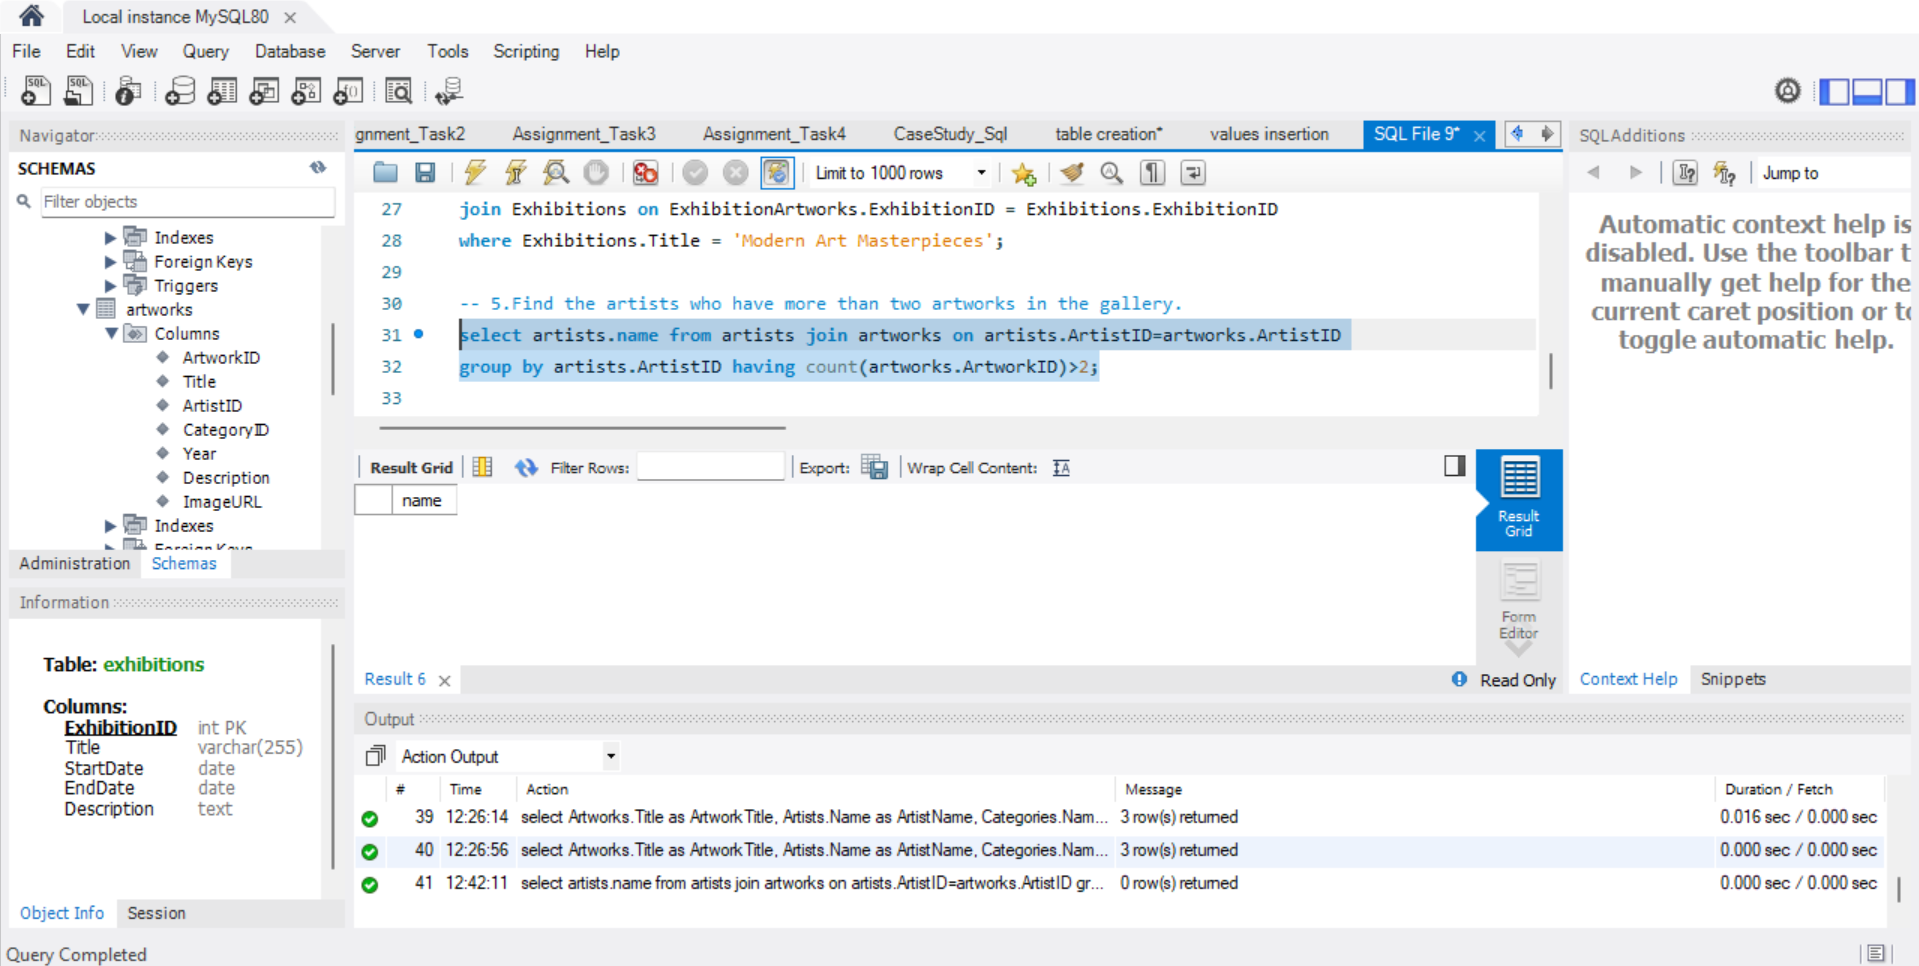 Local instance MySQL80
File Edit View Query Database Server Tools Scripting Help
Navigator
SCHEMAS
Filter objects
Indexes
Foreign Keys
Triggers
artworks
Columns
ArtworkID
Title
ArtistID
CategoryID
Year
Description
ImageURL
Indexes
Foreign Keys
Administration Schemas
Information
Table: exhibitions
Columns:
ExhibitionID int PK
Title varchar(255)
StartDate date
EndDate date
Description text
Object Info Session
gnment_Task2 Assignment_Task3 Assignment_Task4 CaseStudy_Sql table creation* values insertion SQL File 9*
Limit to 1000 rows
27 join Exhibitions on ExhibitionArtworks.ExhibitionID = Exhibitions.ExhibitionID
28 where Exhibitions.Title = 'Modern Art Masterpieces';
29
30 -- 5.Find the artists who have more than two artworks in the gallery.
31 select artists.name from artists join artworks on artists.ArtistID=artworks.ArtistID
32 group by artists.ArtistID having count(artworks.ArtworkID)>2;
33
Result Grid Filter Rows: Export: Wrap Cell Content:
name
Result Grid
Form Editor
Result 6
Read Only
SQLAdditions
Jump to
Automatic context help is
disabled. Use the toolbar t
manually get help for the
current caret position or to
toggle automatic help.
Context Help Snippets
Output
Action Output
# Time Action Message Duration / Fetch
39 12:26:14 select Artworks.Title as ArtworkTitle, Artists.Name as ArtistName, Categories.Nam... 3 row(s) returned 0.016 sec / 0.000 sec
40 12:26:56 select Artworks.Title as ArtworkTitle, Artists.Name as ArtistName, Categories.Nam... 3 row(s) returned 0.000 sec / 0.000 sec
41 12:42:11 select artists.name from artists join artworks on artists.ArtistID=artworks.ArtistID gr... 0 row(s) returned 0.000 sec / 0.000 sec
Query Completed